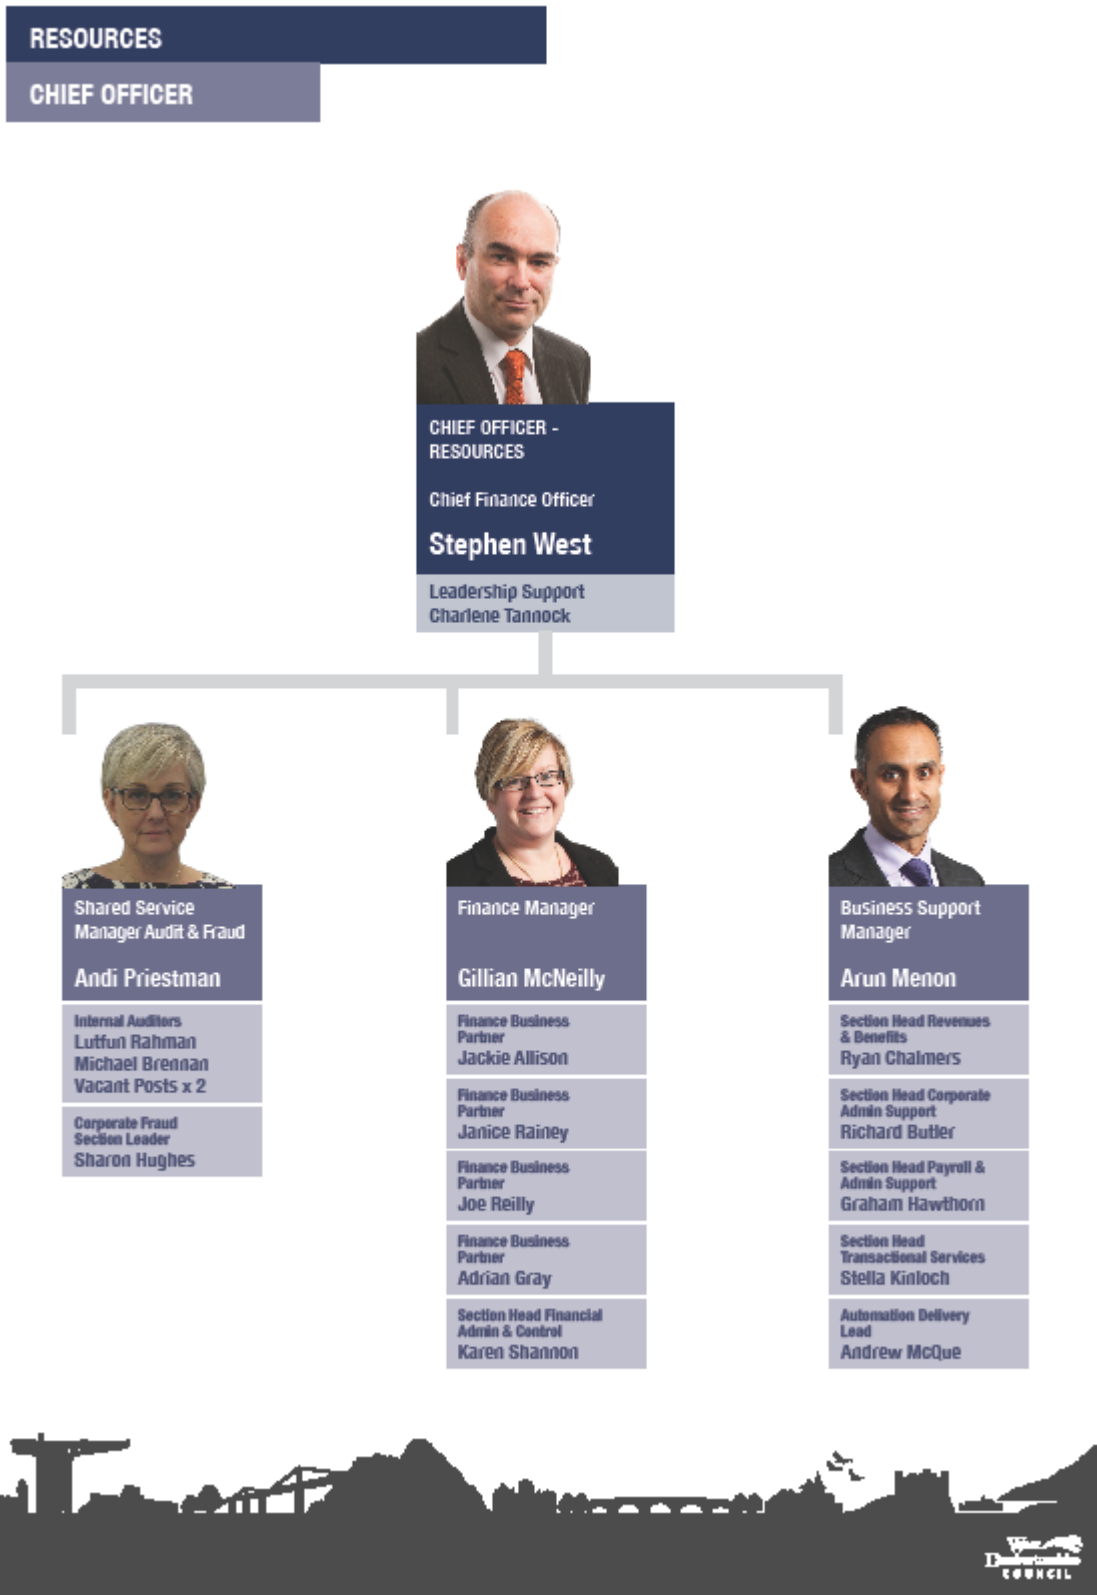 RESOURCES
CHIEF OFFICER
CHIEF OFFICER -
RESOURCES
Chief Finance Officer
Stephen West
Leadership Support
Charlene Tannock
Shared Service
Manager Audit & Fraud
Andi Priestman
Internal Auditors
Lutfun Rahman
Michael Brennan
Vacant Posts x 2
Corporate Fraud
Section Leader
Sharon Hughes
Finance Manager
Gillian McNeilly
Finance Business
Partner
Jackie Allison
Finance Business
Partner
Janice Rainey
Finance Business
Partner
Joe Reilly
Finance Business
Partner
Adrian Gray
Section Head Financial
Admin & Control
Karen Shannon
Business Support
Manager
Arun Menon
Section Head Revenues
& Benefits
Ryan Chalmers
Section Head Corporate
Admin Support
Richard Butler
Section Head Payroll &
Admin Support
Graham Hawthorn
Section Head
Transactional Services
Stella Kinloch
Automation Delivery
Lead
Andrew McQue
West
COUNCIL